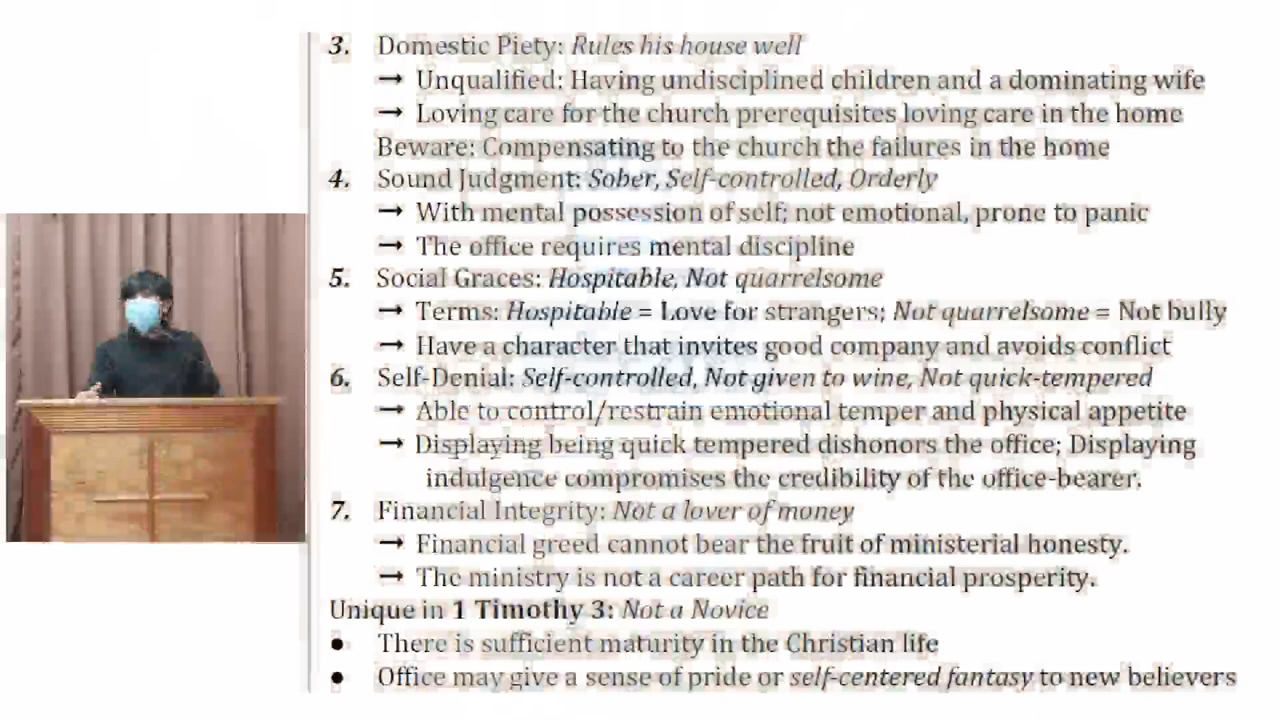 3. Domestic Piety: Rules his house well
→ Unqualified: Having undisciplined children and a dominating wife
→ Loving care for the church prerequisites loving care in the home
Beware: Compensating to the church the failures in the home
4. Sound Judgment: Sober, Self-controlled, Orderly
→ With mental possession of self; not emotional, prone to panic
→ The office requires mental discipline
5. Social Graces: Hospitable, Not quarrelsome
→ Terms: Hospitable = Love for strangers; Not quarrelsome = Not bully
→ Have a character that invites good company and avoids conflict
6. Self-Denial: Self-controlled, Not given to wine, Not quick-tempered
→ Able to control/restrain emotional temper and physical appetite
→ Displaying being quick tempered dishonors the office; Displaying
indulgence compromises the credibility of the office-bearer.
7. Financial Integrity: Not a lover of money
→ Financial greed cannot bear the fruit of ministerial honesty.
→ The ministry is not a career path for financial prosperity.
Unique in 1 Timothy 3: Not a Novice
● There is sufficient maturity in the Christian life
● Office may give a sense of pride or self-centered fantasy to new believers